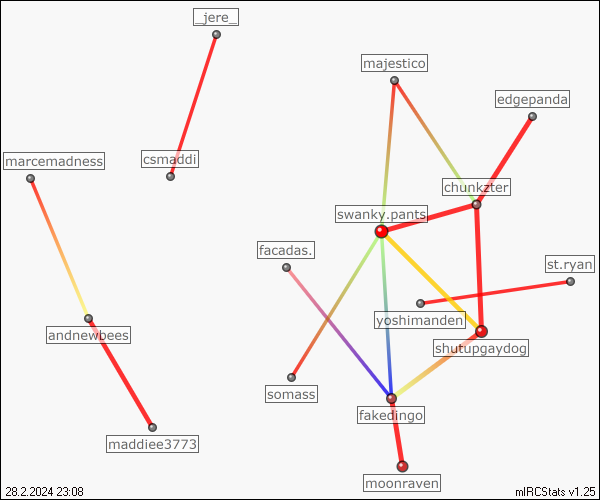 _jere_
majestico
edgepanda
marcemadness
csmaddi
chunkzter
swanky.pants
facadas.
st.ryan
yoshimanden
andnewbees
shutupgaydog
somass
fakedingo
maddiee3773
moonraven
28.2.2024 23:08
mIRCStats v1.25